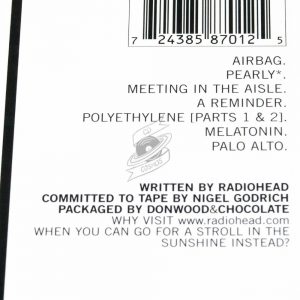 7 24385 87012 5
AIRBAG.
PEARLY*.
MEETING IN THE AISLE.
A REMINDER.
POLYETHYLENE [PARTS 1 & 2].
MELATONIN.
PALO ALTO.
WRITTEN BY RADIOHEAD
COMMITTED TO TAPE BY NIGEL GODRICH
PACKAGED BY DONWOOD&CHOCOLATE
WHY VISIT www.radiohead.com
WHEN YOU CAN GO FOR A STROLL IN THE
SUNSHINE INSTEAD?